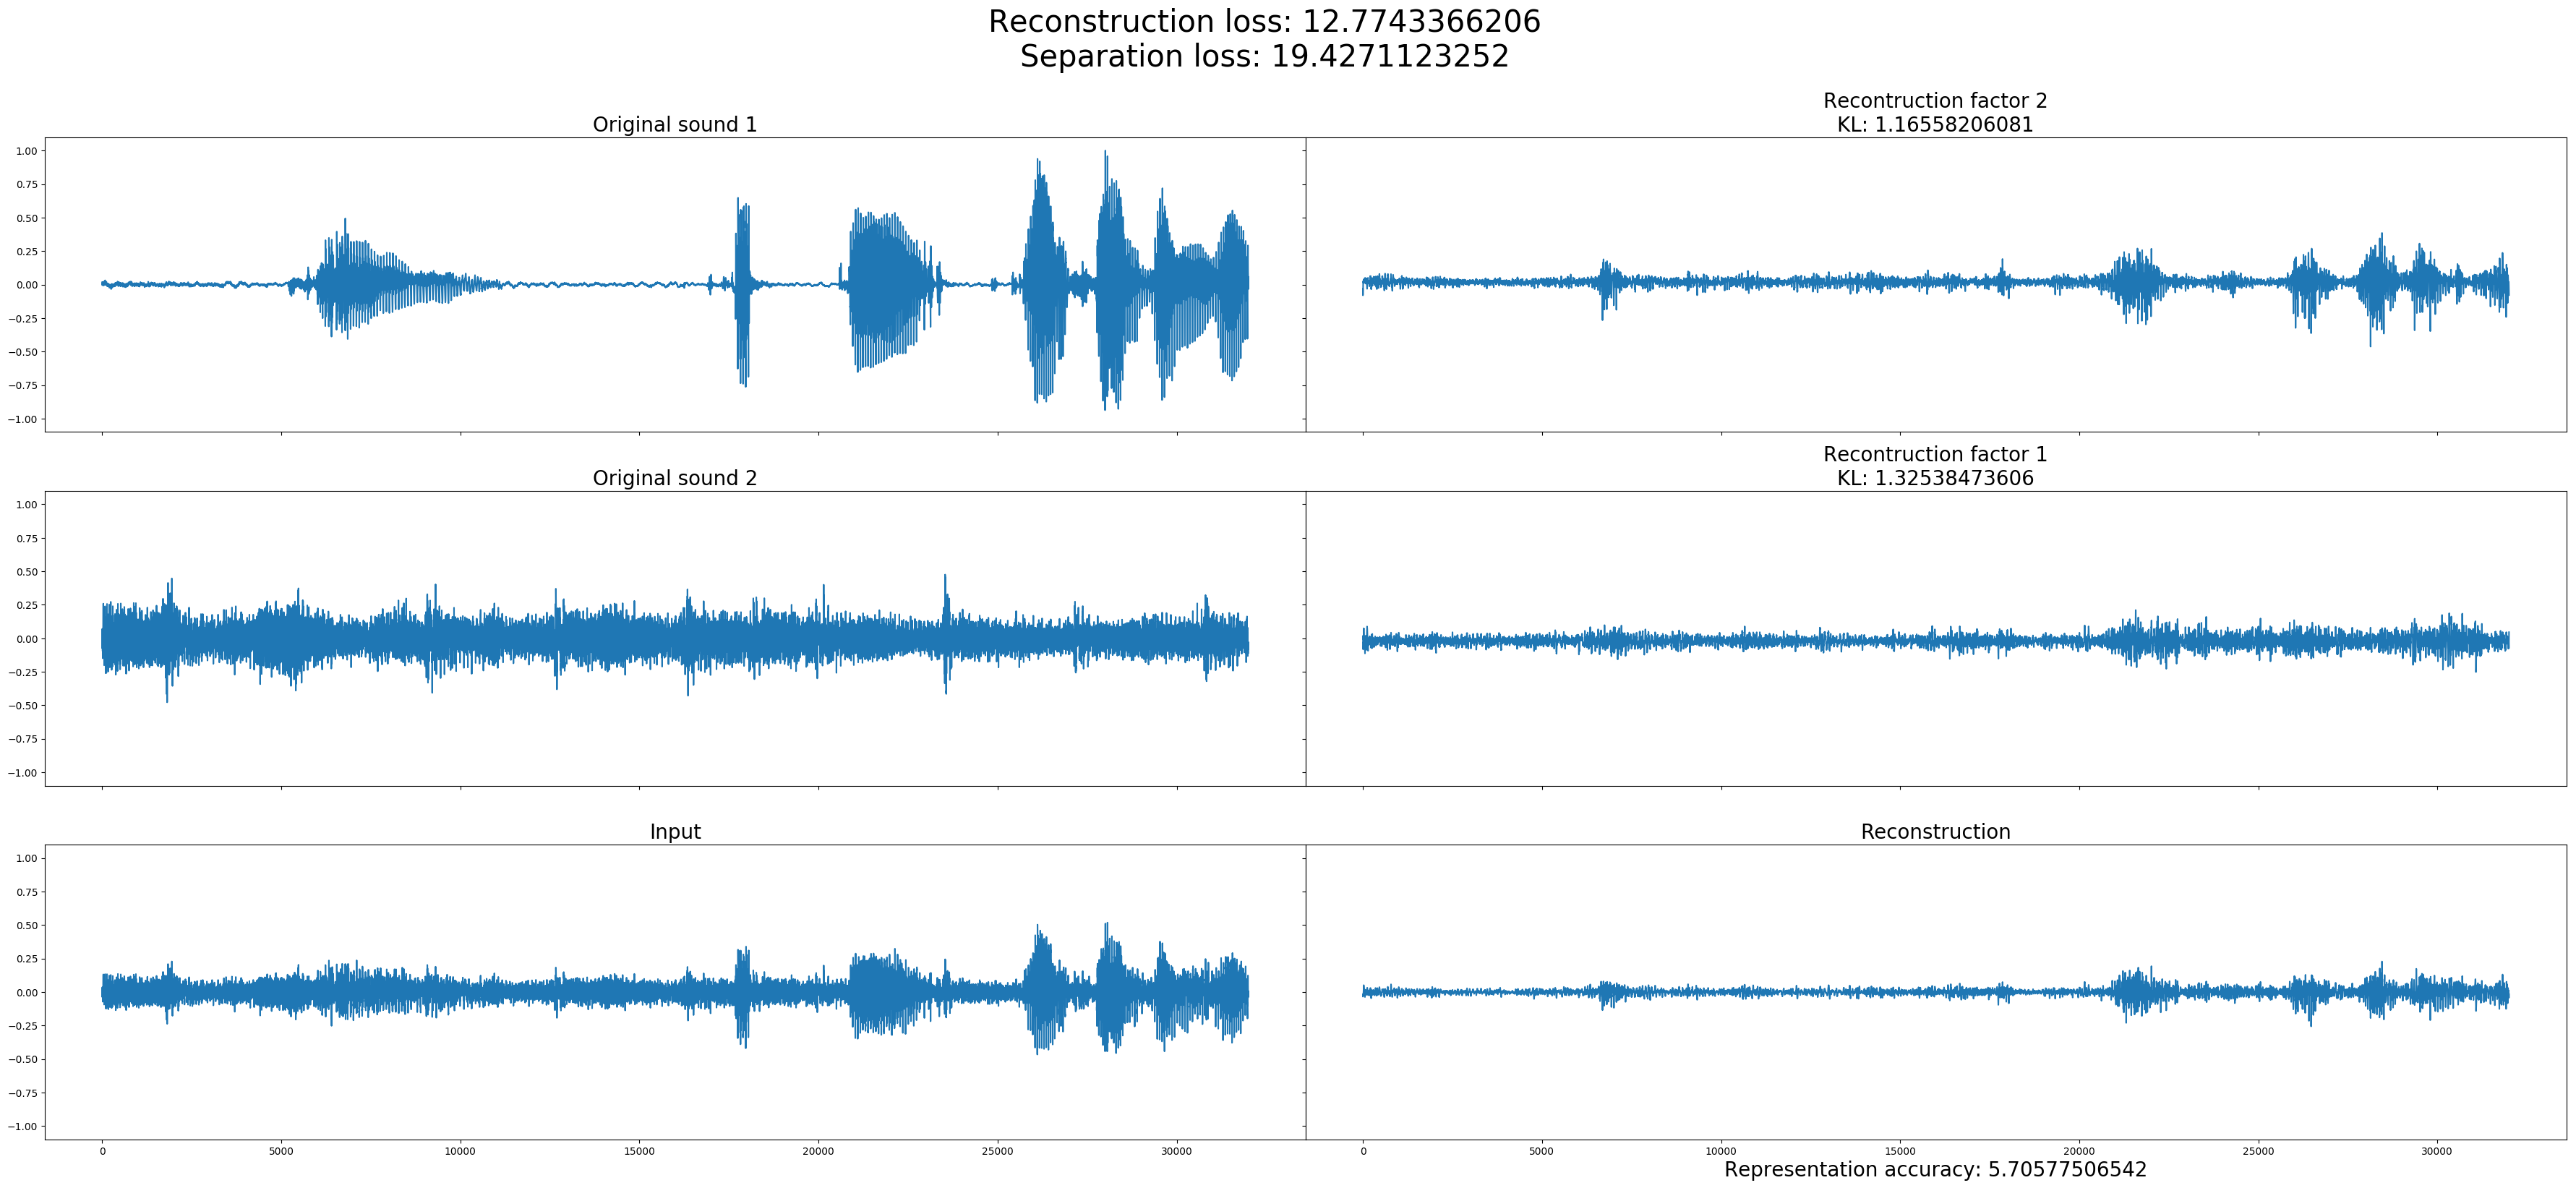 Reconstruction loss: 12.7743366206
Separation loss: 19.4271123252
Original sound 1
Recontruction factor 2
KL: 1.16558206081
1.00
0.75
0.50
0.25
0.00
−0.25
−0.50
−0.75
−1.00
Original sound 2
Recontruction factor 1
KL: 1.32538473606
1.00
0.75
0.50
0.25
0.00
−0.25
−0.50
−0.75
−1.00
Input
Reconstruction
1.00
0.75
0.50
0.25
0.00
−0.25
−0.50
−0.75
−1.00
0 5000 10000 15000 20000 25000 30000
0 5000 10000 15000 20000 25000 30000
Representation accuracy: 5.70577506542